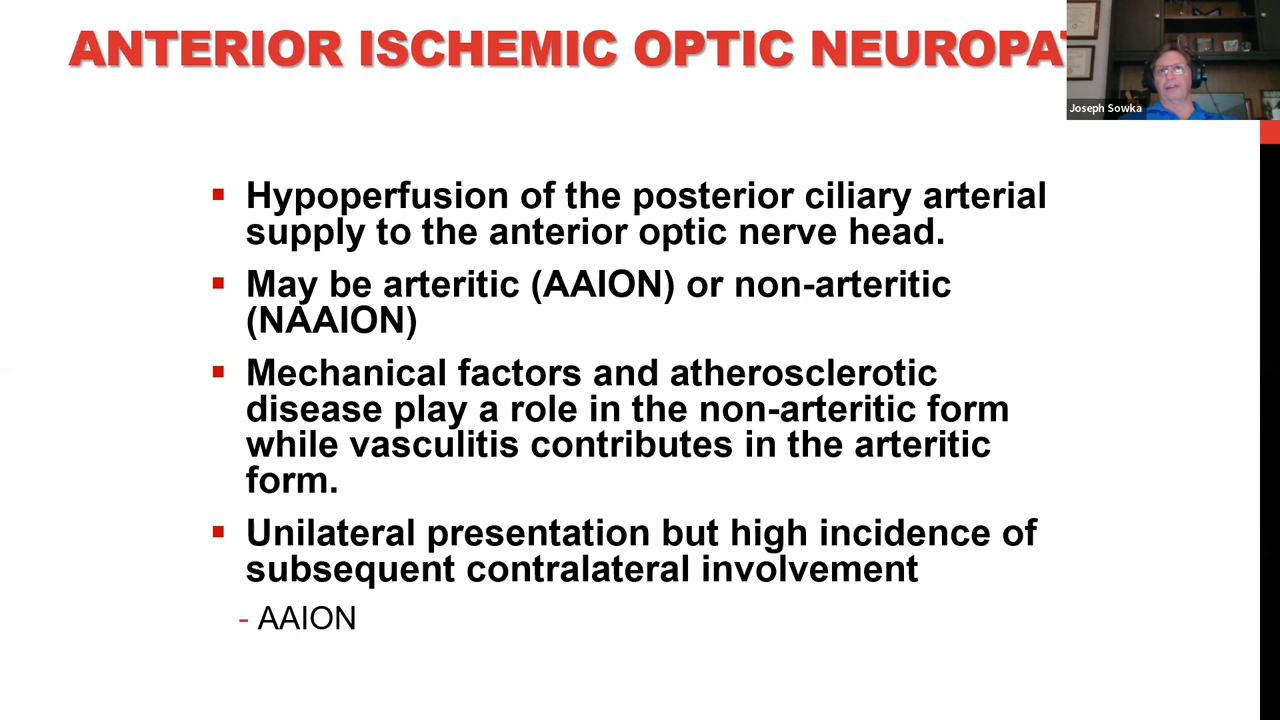 ANTERIOR ISCHEMIC OPTIC
Joseph Sowka
▪ Hypoperfusion of the posterior ciliary arterial
supply to the anterior optic nerve head.
▪ May be arteritic (AAION) or non-arteritic
(NAAION)
▪ Mechanical factors and atherosclerotic
disease play a role in the non-arteritic form
while vasculitis contributes in the arteritic
form.
▪ Unilateral presentation but high incidence of
subsequent contralateral involvement
- AAION